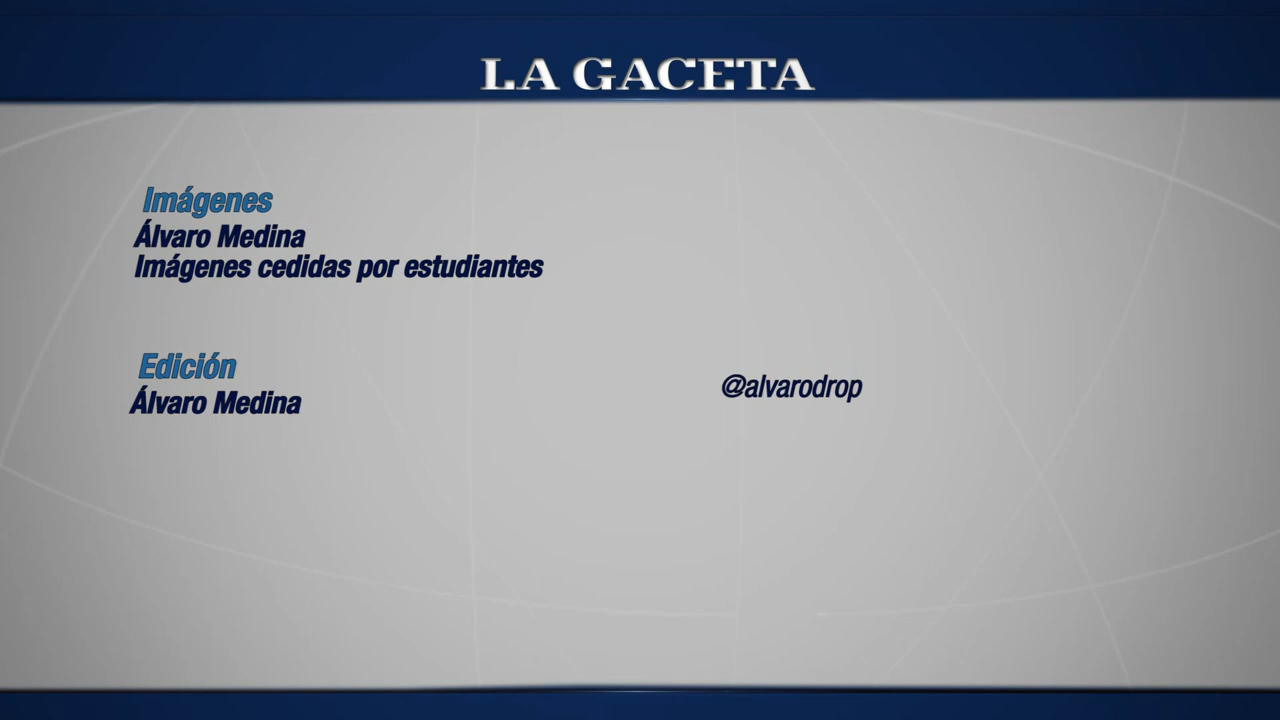 LA GACETA
Imágenes
Álvaro Medina
Imágenes cedidas por estudiantes
Edición
Álvaro Medina
@alvarodrop